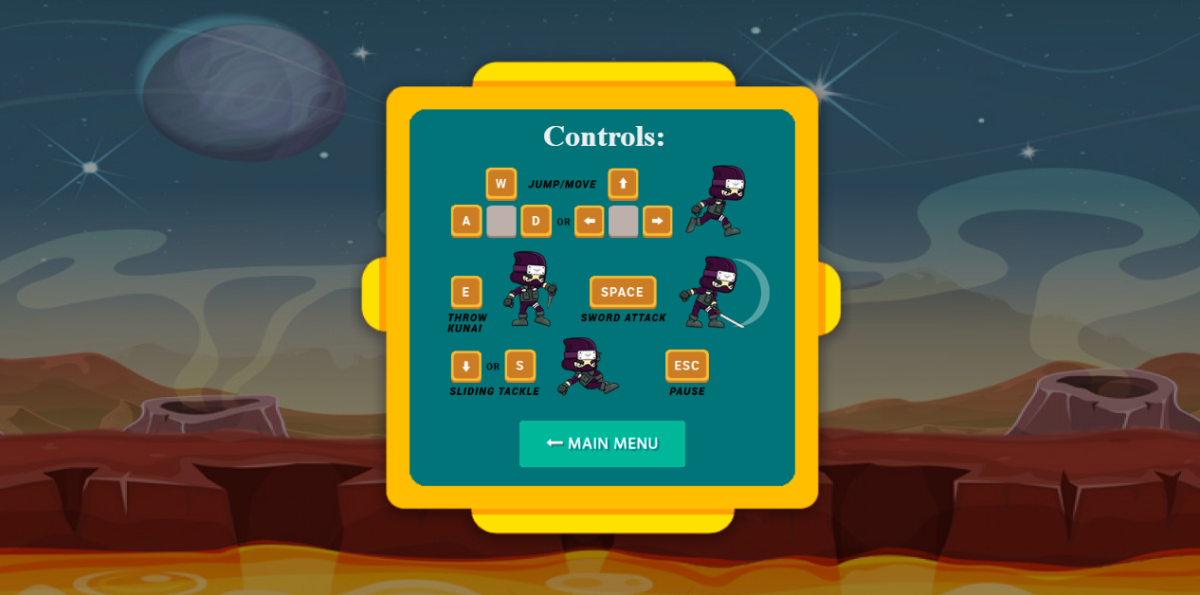 Controls:
W JUMP/MOVE ⬆
A D OR ⬅ ➡
E SPACE
THROW
KUNAI
SWORD ATTACK
⬇ OR S ESC
SLIDING TACKLE PAUSE
← MAIN MENU